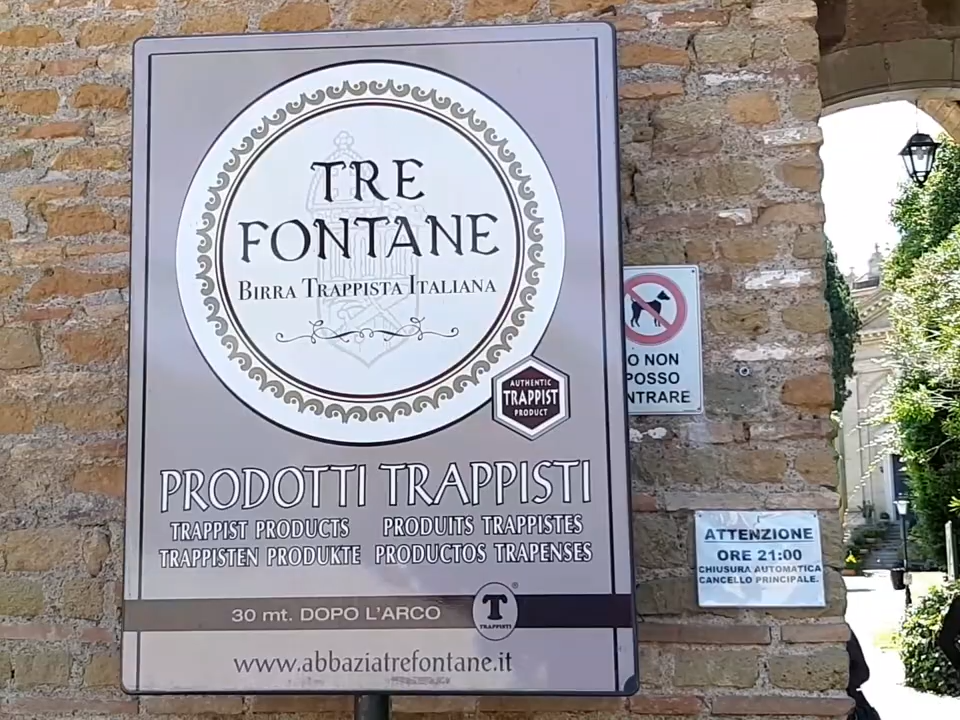 TRE
FONTANE
BIRRA TRAPPISTA ITALIANA
AUTHENTIC
TRAPPIST
PRODUCT
PRODOTTI TRAPPISTI
TRAPPIST PRODUCTS PRODUITS TRAPPISTES
TRAPPISTEN PRODUKTE PRODUCTOS TRAPENSES
30 mt. DOPO L'ARCO
T®
TRAPPISTI
www.abbaziatrefontane.it
O NON
POSSO
NTRARE
ATTENZIONE
ORE 21:00
CHIUSURA AUTOMATICA
CANCELLO PRINCIPALE.